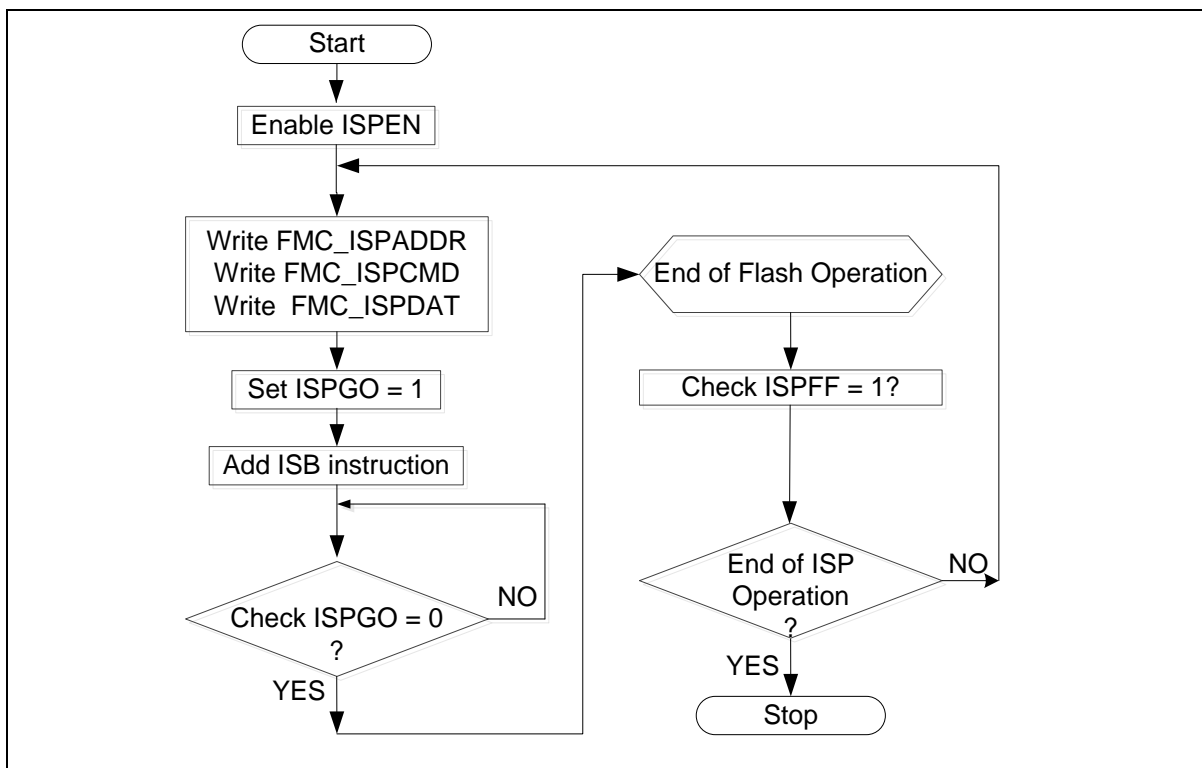 Start
Enable ISPEN
Write FMC_ISPADDR
Write FMC_ISPCMD
Write FMC_ISPDAT
Set ISPGO = 1
Add ISB instruction
Check ISPGO = 0
?
NO
YES
End of Flash Operation
Check ISPFF = 1?
End of ISP
Operation
?
NO
YES
Stop